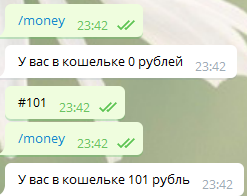 /money 23:42
У вас в кошельке 0 рублей 23:42
#101 23:42
/money 23:42
У вас в кошельке 101 рубль 23:42